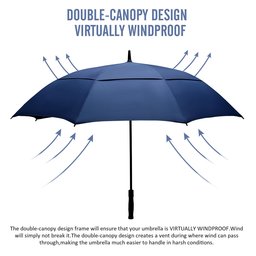 DOUBLE-CANOPY DESIGN
VIRTUALLY WINDPROOF
The double-canopy design frame will ensure that your umbrella is VIRTUALLY WINDPROOF.Wind
will simply not break it.The double-canopy design creates a vent during where wind can pass
through,making the umbrella much easier to handle in harsh conditions.